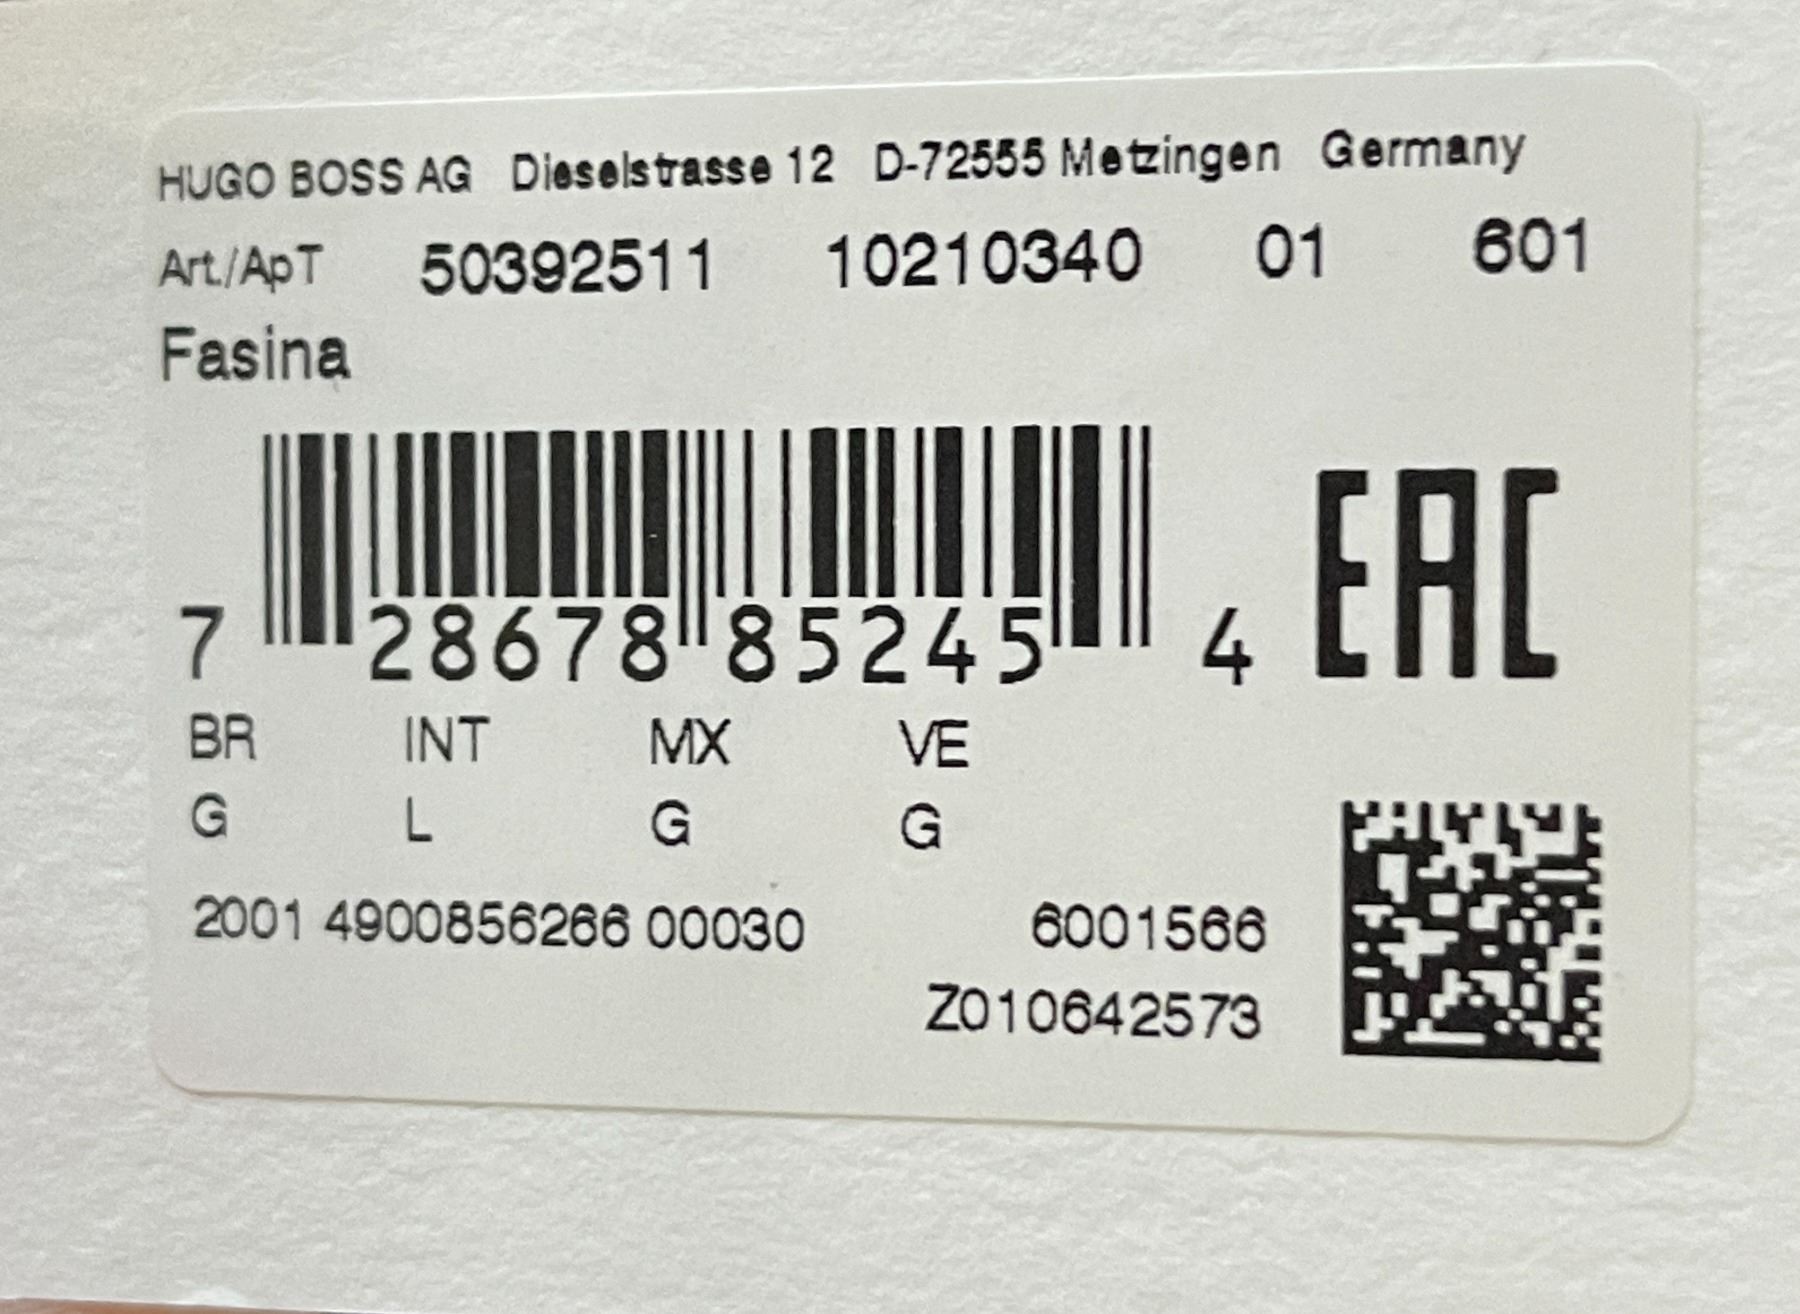 HUGO BOSS AG Dieselstrasse 12 D-72555 Metzingen Germany
Art./ApT 50392511 10210340 01 601
Fasina
7 28678 85245 4
EAC
BR INT MX VE
G L G G
2001 4900856266 00030 6001566
Z010642573